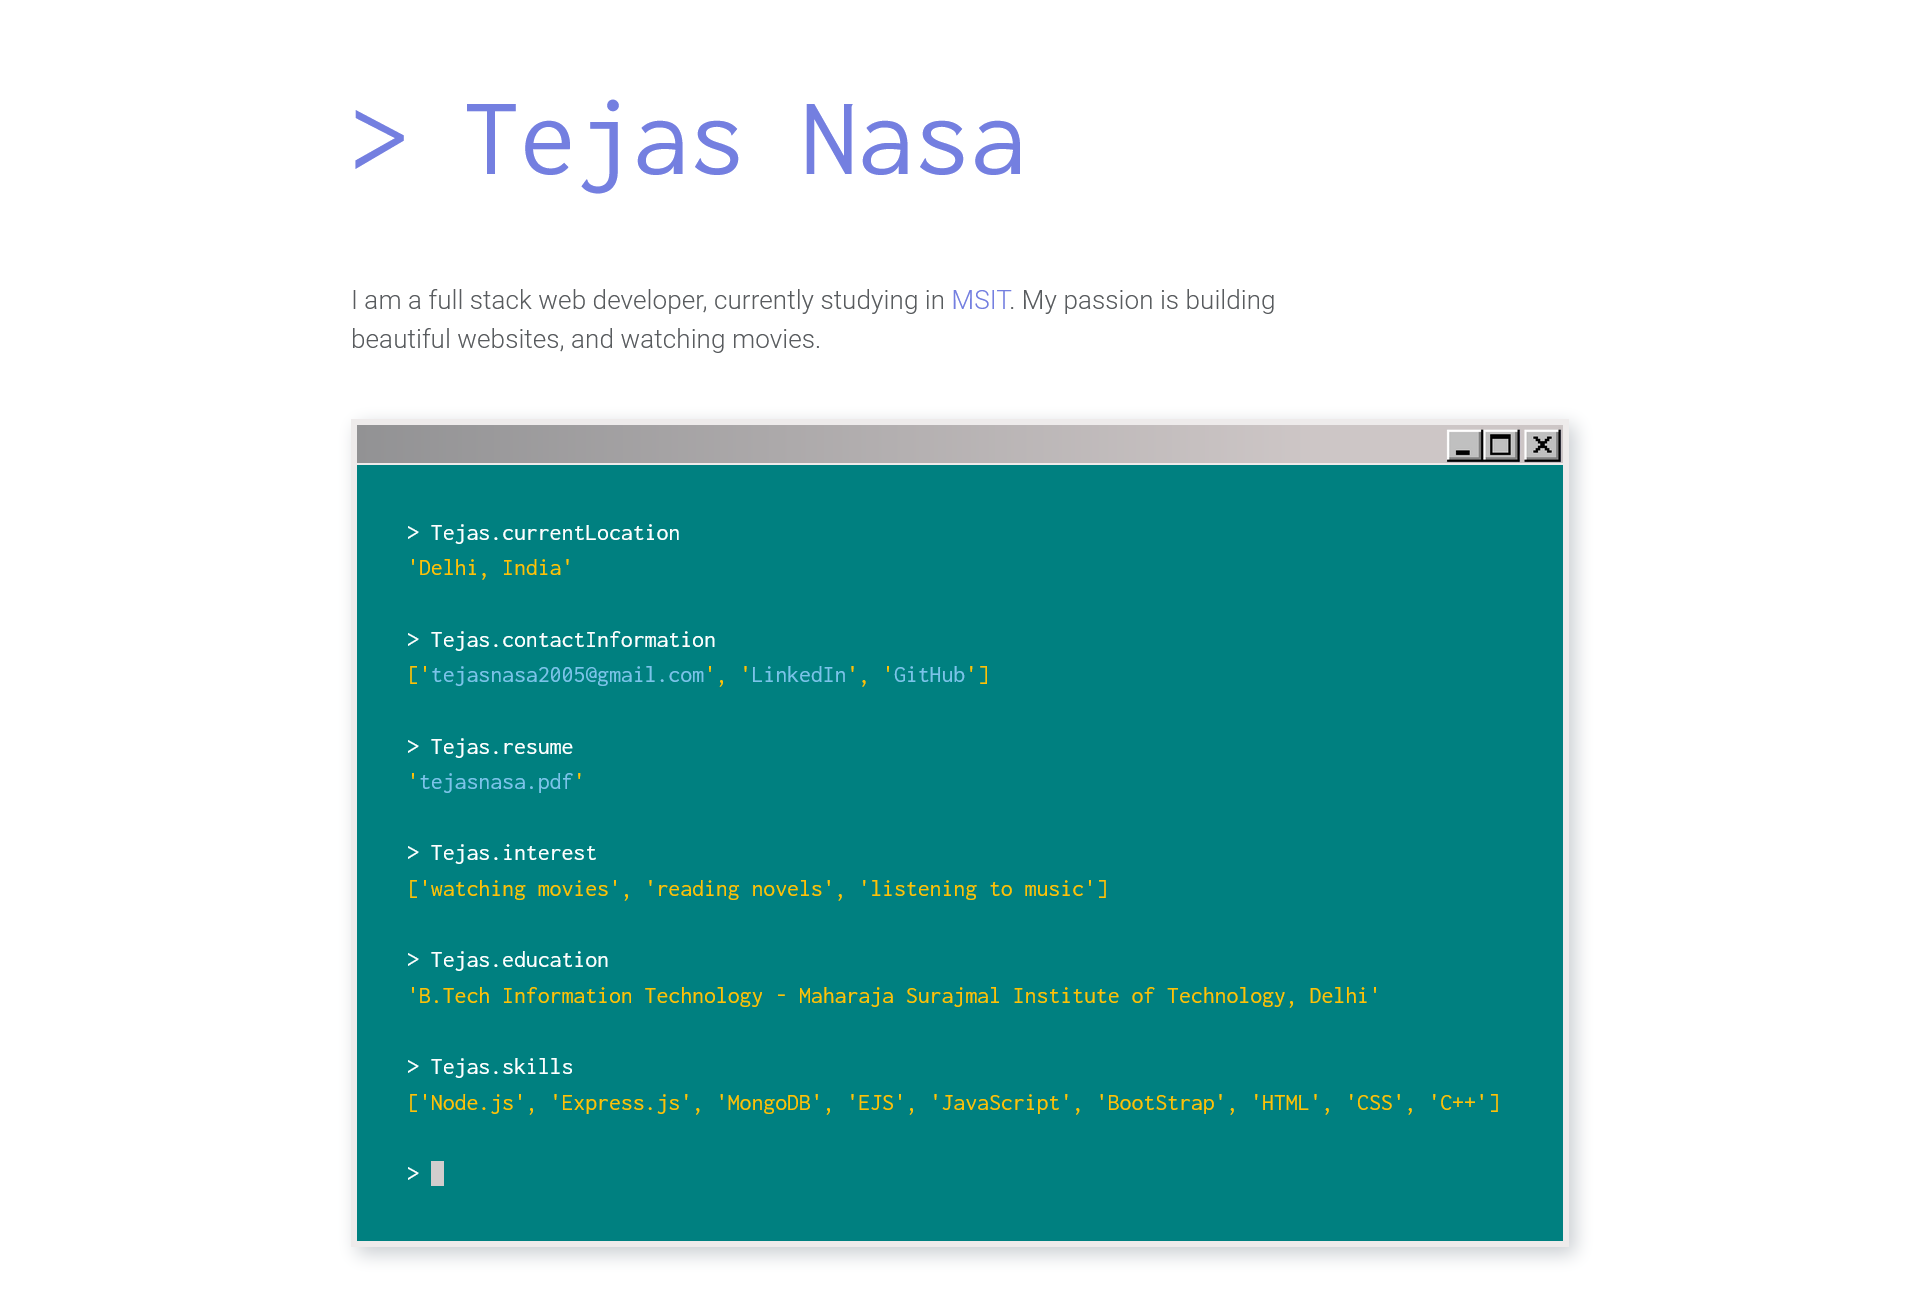 > Tejas Nasa
I am a full stack web developer, currently studying in MSIT. My passion is building
beautiful websites, and watching movies.
> Tejas.currentLocation
'Delhi, India'
> Tejas.contactInformation
['tejasnasa2005@gmail.com', 'LinkedIn', 'GitHub']
> Tejas.resume
'tejasnasa.pdf'
> Tejas.interest
['watching movies', 'reading novels', 'listening to music']
> Tejas.education
'B.Tech Information Technology - Maharaja Surajmal Institute of Technology, Delhi'
> Tejas.skills
['Node.js', 'Express.js', 'MongoDB', 'EJS', 'JavaScript', 'BootStrap', 'HTML', 'CSS', 'C++']
>